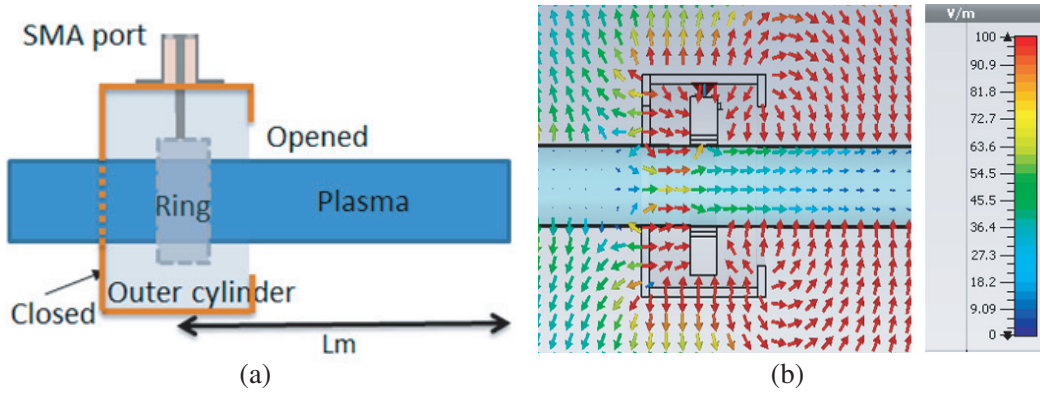 SMA port
Opened
Ring
Plasma
Outer cylinder
Closed
Lm
(a)
V/m
100
90.9
81.8
72.7
63.6
54.5
45.5
36.4
27.3
18.2
9.09
0
(b)